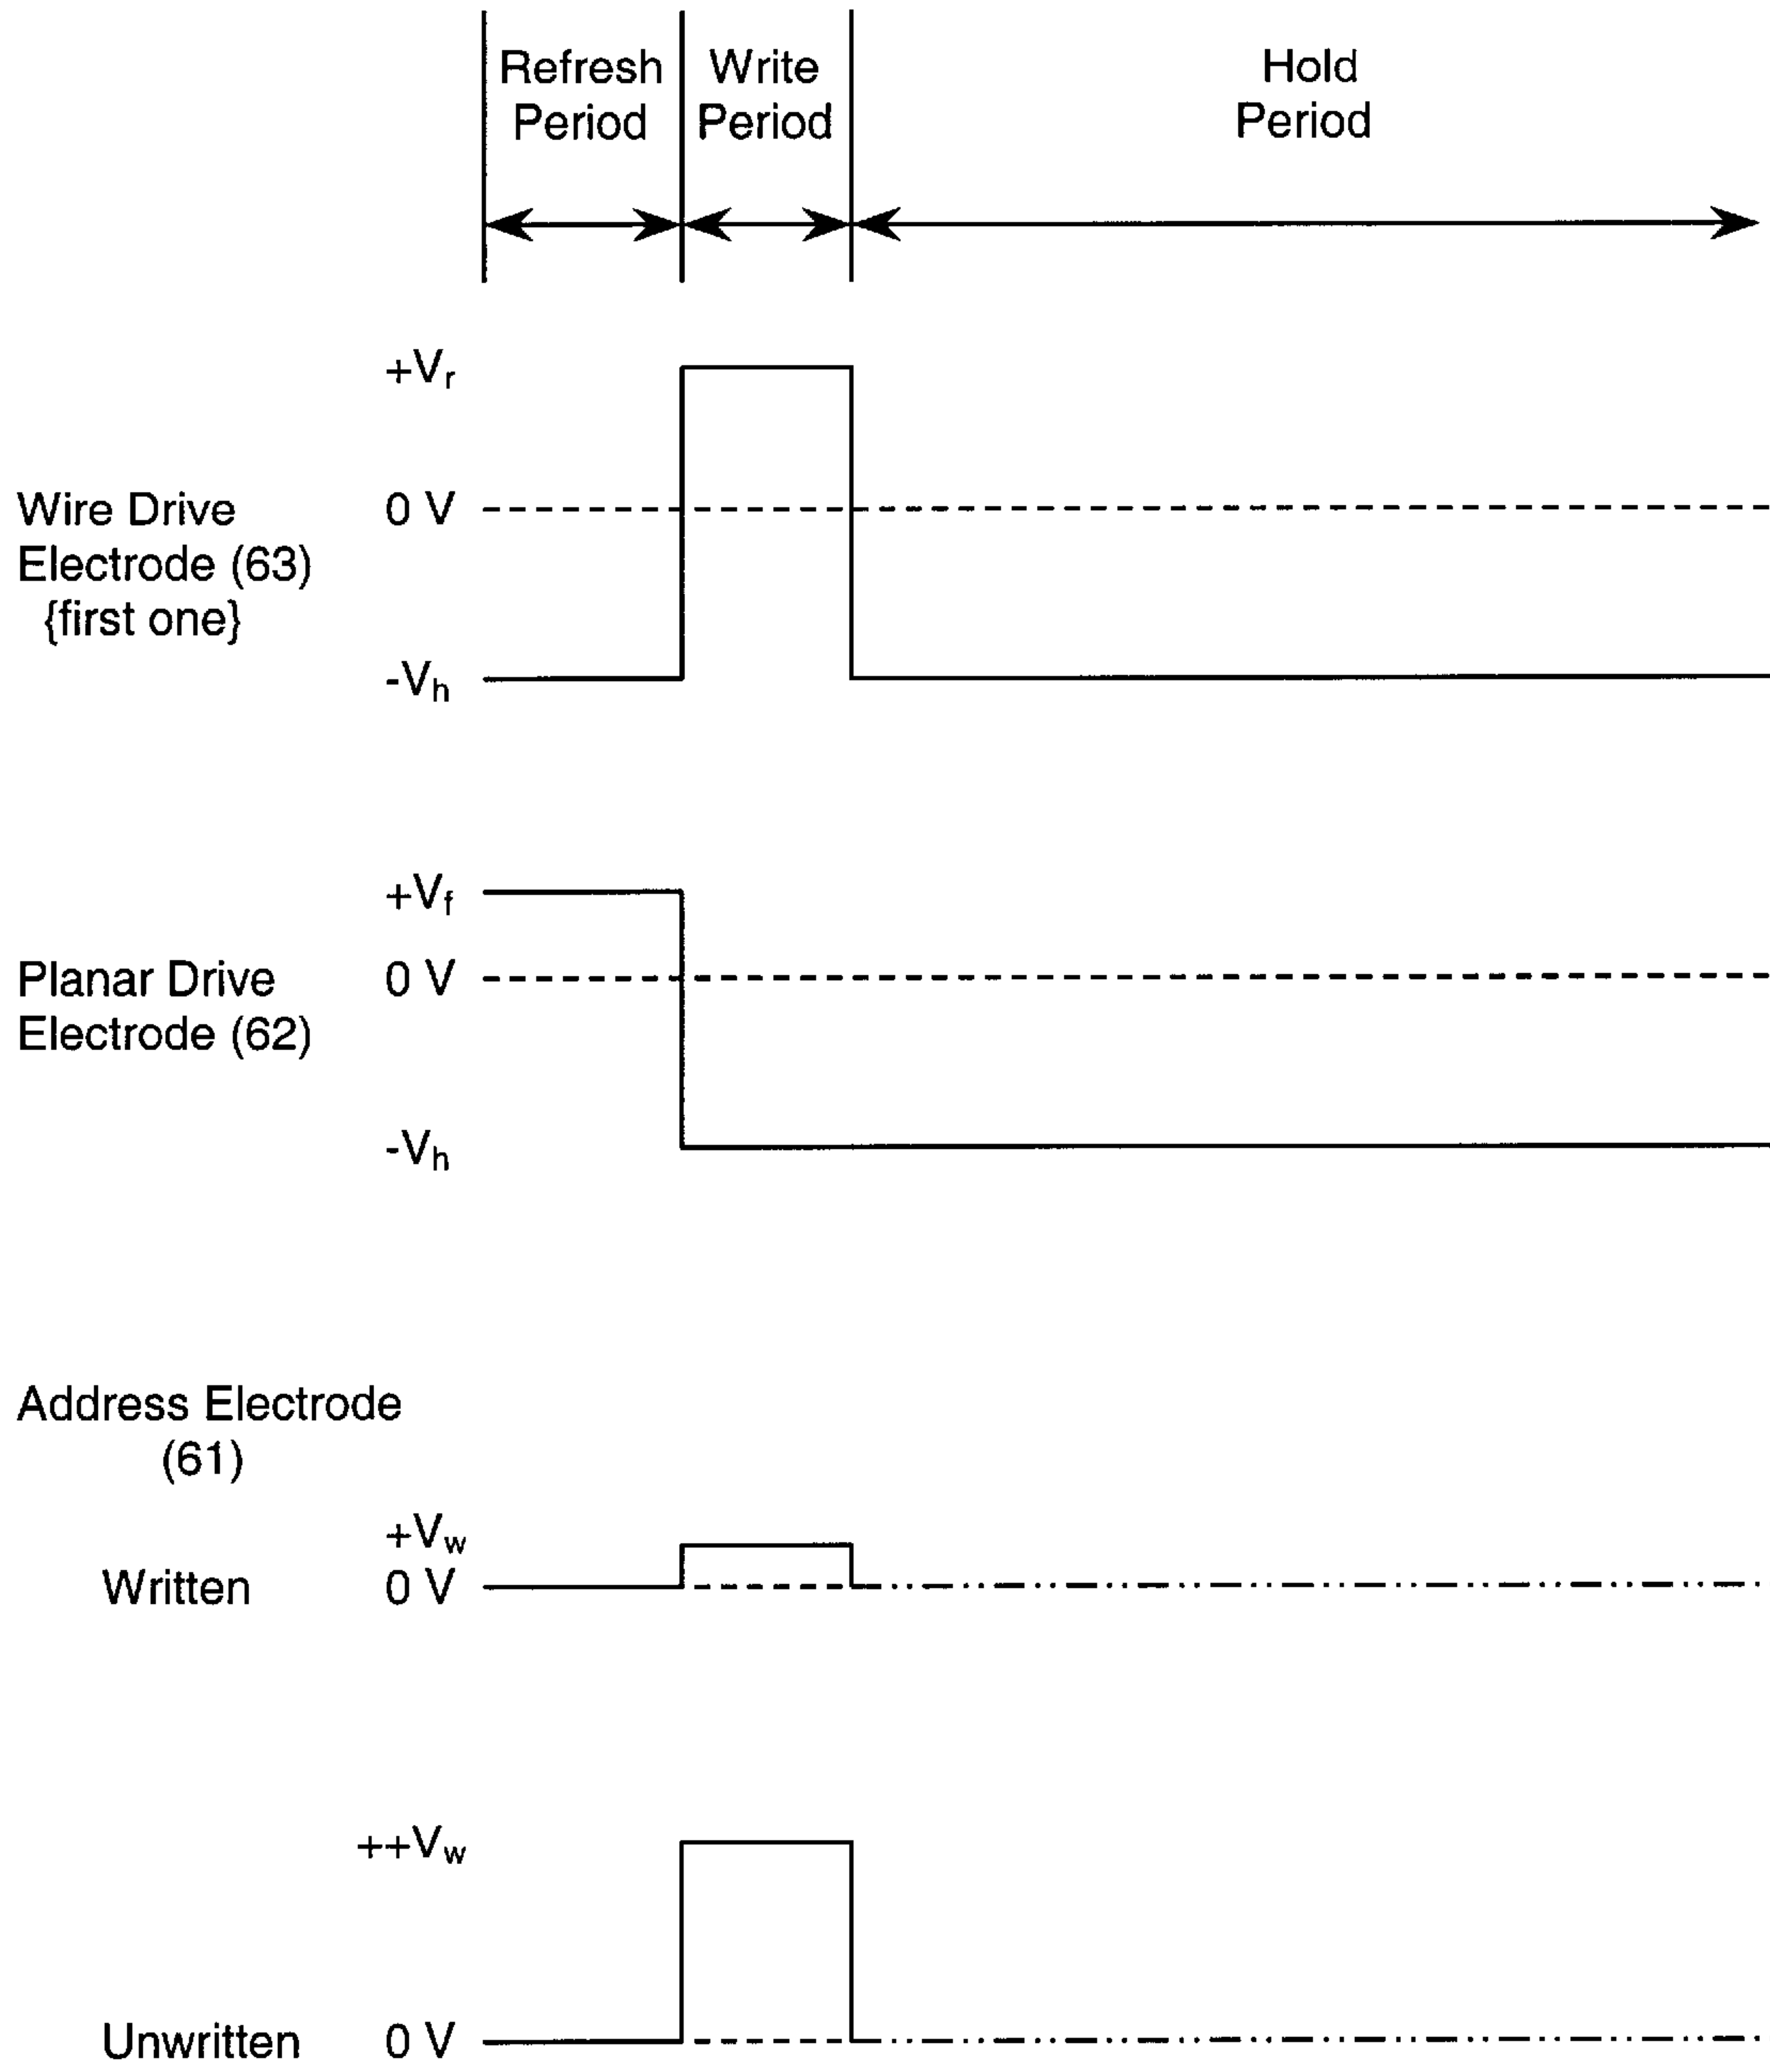 Refresh Period
Write Period
Hold Period
+Vr
Wire Drive
0 V
Electrode (63)
{first one}
-Vh
+Vf
Planar Drive
0 V
Electrode (62)
-Vh
Address Electrode
(61)
+Vw
Written
0 V
++Vw
Unwritten
0 V